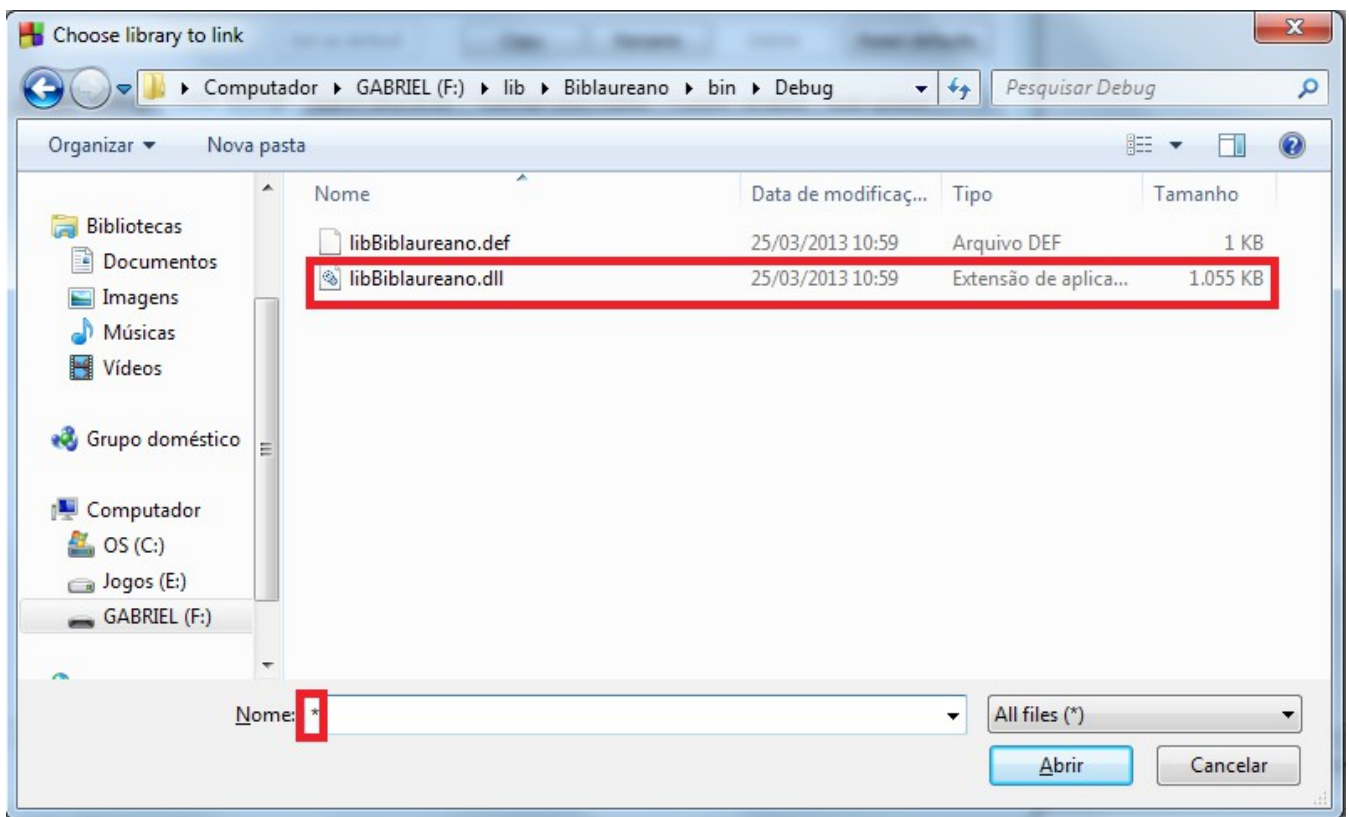 Choose library to link
Computador GABRIEL (F:) lib Biblaureano bin Debug Pesquisar Debug
Organizar Nova pasta
Nome Data de modificaç... Tipo Tamanho
Bibliotecas
libBiblaureano.def 25/03/2013 10:59 Arquivo DEF 1 KB
Documentos
libBiblaureano.dll 25/03/2013 10:59 Extensão de aplica... 1.055 KB
Imagens
Músicas
Vídeos
Grupo doméstico
Computador
OS (C:)
Jogos (E:)
GABRIEL (F:)
Nome: * All files (*)
Abrir Cancelar